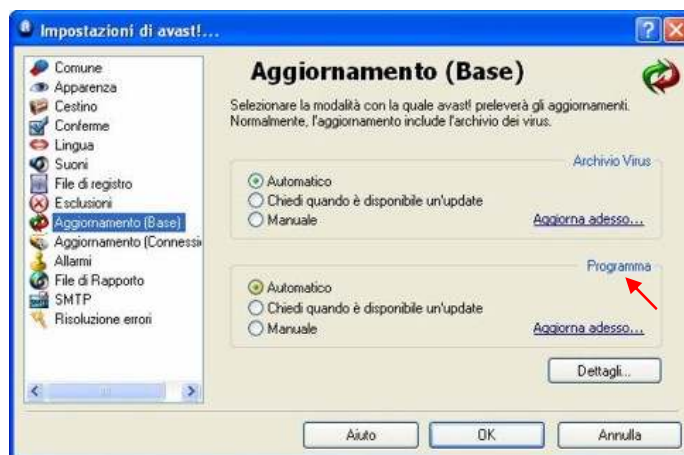 Impostazioni di avast!...
Comune
Apparenza
Cestino
Conferme
Lingua
Suoni
File di registro
Esclusioni
Aggiornamento (Base)
Aggiornamento (Connessi
Allarmi
File di Rapporto
SMTP
Risoluzione errori
Aggiornamento (Base)
Selezionare la modalità con la quale avast! preleverà gli aggiornamenti.
Normalmente, l'aggiornamento include l'archivio dei virus.
Archivio Virus
Automatico
Chiedi quando è disponibile un'update
Manuale
Aggiorna adesso...
Programma
Automatico
Chiedi quando è disponibile un'update
Manuale
Aggiorna adesso...
Dettagli...
Aiuto
OK
Annulla